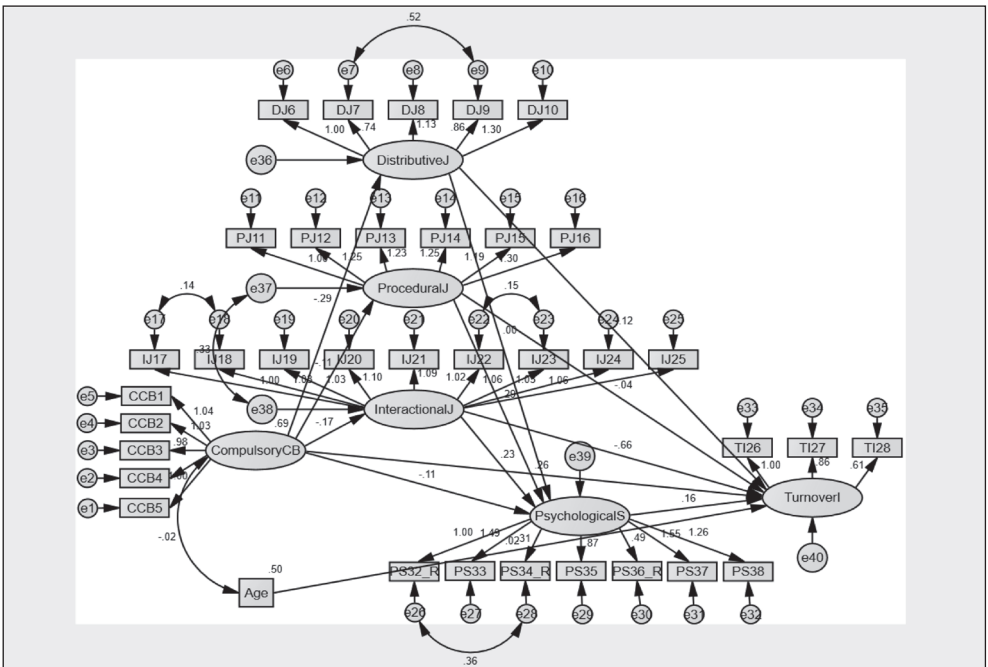 .52
e6 e7 e8 e9 e10
DJ6 DJ7 DJ8 DJ9 DJ10
1.00 .74 1.13 .86 1.30
e36 DistributiveJ
e11 e12 e13 e14 e15 e16
PJ11 PJ12 PJ13 PJ14 PJ15 PJ16
1.25 1.23 1.25 1.19 1.30
e37 ProceduralJ
.14 -.29 .15
e17 e18 e19 e20 e21 e22 e23 e24 e25
.00 .12
.33 -.11
IJ17 IJ18 IJ19 IJ20 IJ21 IJ22 IJ23 IJ24 IJ25
1.00 1.03 1.10 1.09 1.02 1.06 1.05 1.06 -.04
e38 InteractionalJ
.69 -.17
e5 CCB1 1.04
e4 CCB2 1.03
e3 CCB3 .98
e2 CCB4
e1 CCB5
CompulsoryCB
-.11 .23 .26 -.66 .16
e39
e33 e34 e35
TI26 TI27 TI28
1.00 .86 .61
TurnoverI
e40
PsychologicalS
1.00 1.49 .02 .31 .87 .49 1.55 1.26
-.02
.50
Age
PS32_R PS33 PS34_R PS35 PS36_R PS37 PS38
e26 e27 e28 e29 e30 e31 e32
.36